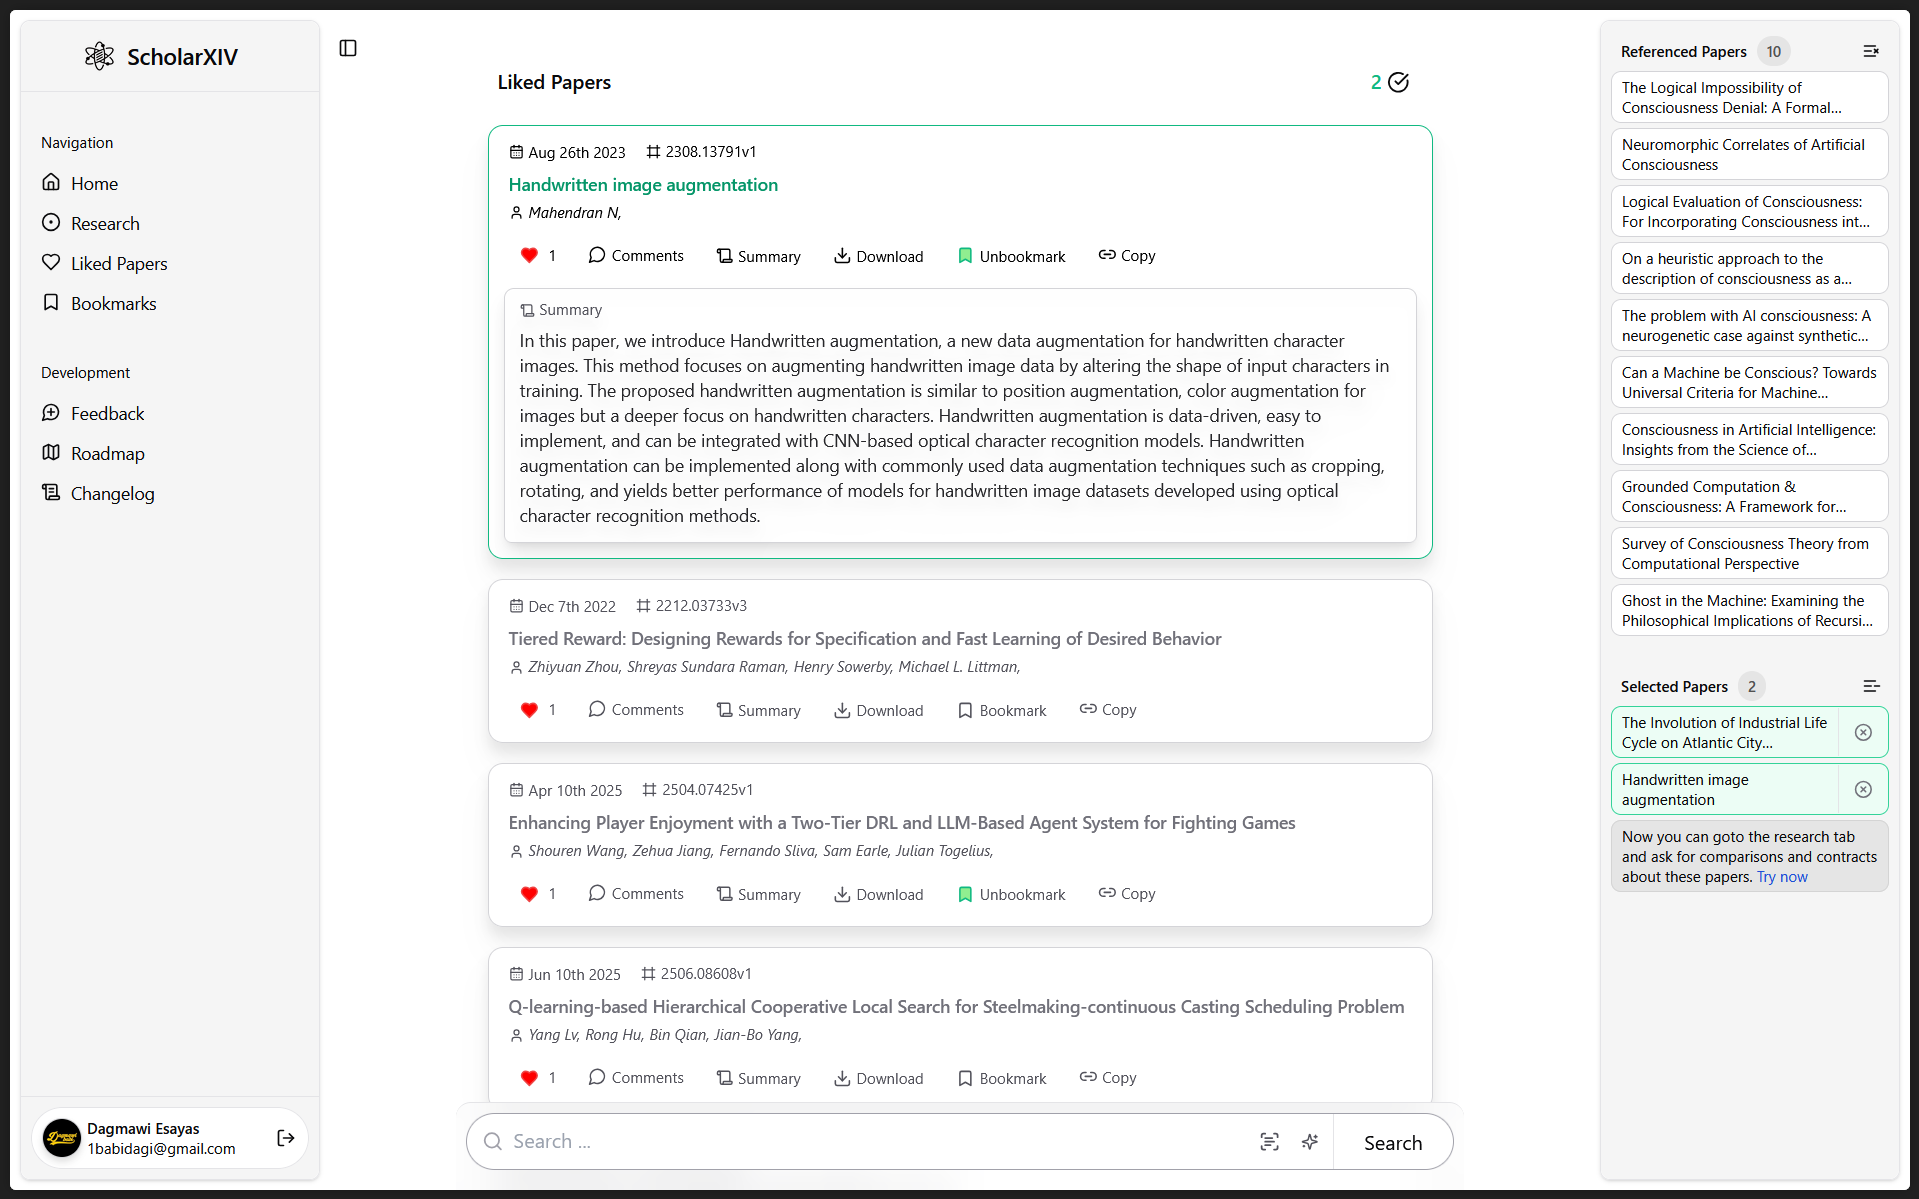 ScholarXIV
Navigation
Home
Research
Liked Papers
Bookmarks
Development
Feedback
Roadmap
Changelog
Dagmawi Esayas
1babidagi@gmail.com
Liked Papers
2
Aug 26th 2023 2308.13791v1
Handwritten image augmentation
Mahendran N,
1 Comments Summary Download Unbookmark Copy
Summary
In this paper, we introduce Handwritten augmentation, a new data augmentation for handwritten character
images. This method focuses on augmenting handwritten image data by altering the shape of input characters in
training. The proposed handwritten augmentation is similar to position augmentation, color augmentation for
images but a deeper focus on handwritten characters. Handwritten augmentation is data-driven, easy to
implement, and can be integrated with CNN-based optical character recognition models. Handwritten
augmentation can be implemented along with commonly used data augmentation techniques such as cropping,
rotating, and yields better performance of models for handwritten image datasets developed using optical
character recognition methods.
Dec 7th 2022 2212.03733v3
Tiered Reward: Designing Rewards for Specification and Fast Learning of Desired Behavior
Zhiyuan Zhou, Shreyas Sundara Raman, Henry Sowerby, Michael L. Littman,
1 Comments Summary Download Bookmark Copy
Apr 10th 2025 2504.07425v1
Enhancing Player Enjoyment with a Two-Tier DRL and LLM-Based Agent System for Fighting Games
Shouren Wang, Zehua Jiang, Fernando Sliva, Sam Earle, Julian Togelius,
1 Comments Summary Download Unbookmark Copy
Jun 10th 2025 2506.08608v1
Q-learning-based Hierarchical Cooperative Local Search for Steelmaking-continuous Casting Scheduling Problem
Yang Lv, Rong Hu, Bin Qian, Jian-Bo Yang,
1 Comments Summary Download Bookmark Copy
Search ...
Search
Referenced Papers 10
The Logical Impossibility of
Consciousness Denial: A Formal...
Neuromorphic Correlates of Artificial
Consciousness
Logical Evaluation of Consciousness:
For Incorporating Consciousness int...
On a heuristic approach to the
description of consciousness as a...
The problem with AI consciousness: A
neurogenetic case against synthetic...
Can a Machine be Conscious? Towards
Universal Criteria for Machine...
Consciousness in Artificial Intelligence:
Insights from the Science of...
Grounded Computation &
Consciousness: A Framework for...
Survey of Consciousness Theory from
Computational Perspective
Ghost in the Machine: Examining the
Philosophical Implications of Recursi...
Selected Papers 2
The Involution of Industrial Life
Cycle on Atlantic City...
Handwritten image
augmentation
Now you can goto the research tab
and ask for comparisons and contracts
about these papers. Try now